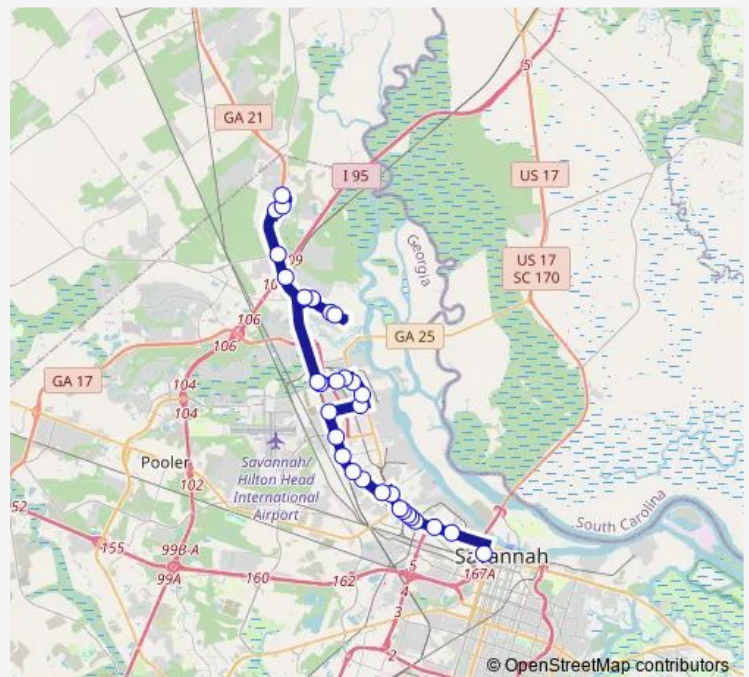 GA 21
5
I 95
US 17
Georgia
109
10
US 17
SC 170
106
106
GA 25
GA 17
104
104
Pooler
Savannah/
Hilton Head
International
Airport
102
52
South Carolina
155
99B-A
99A
160
162
5
4
Savannah
167A
3
2
© OpenStreetMap contributors